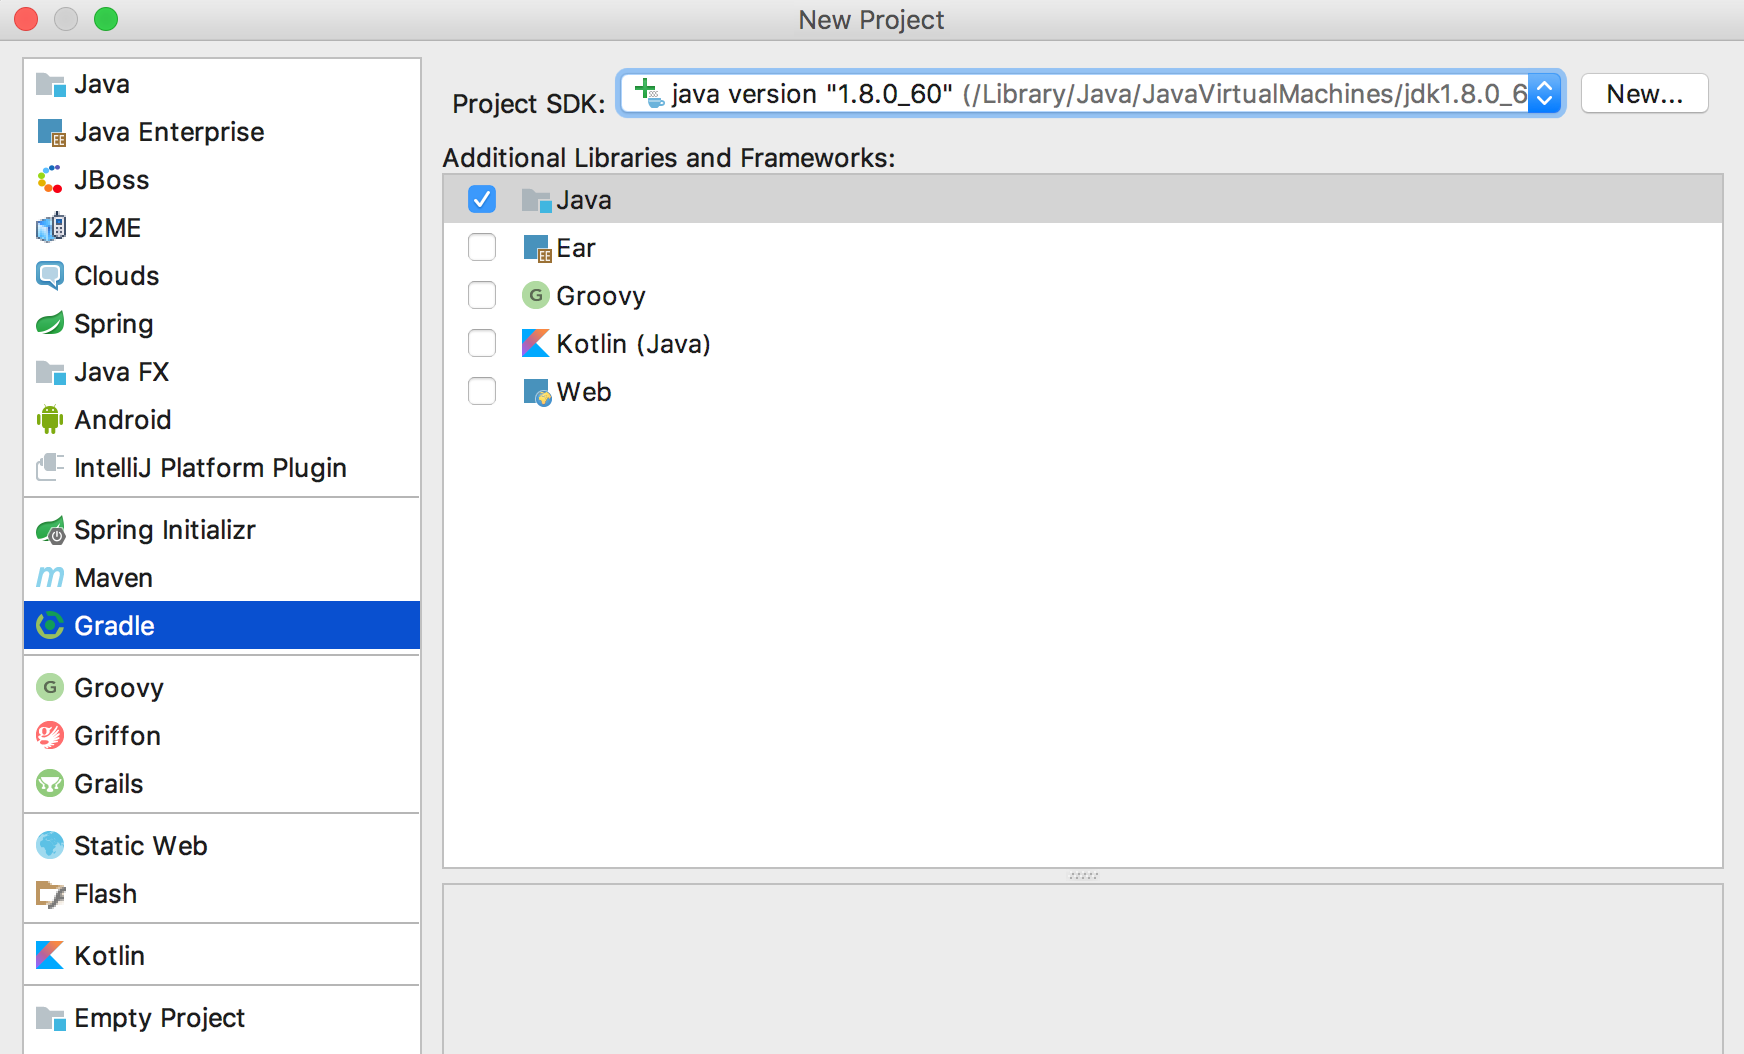 New Project
Java
Java Enterprise
JBoss
J2ME
Clouds
Spring
Java FX
Android
IntelliJ Platform Plugin
Spring Initializr
Maven
Gradle
Groovy
Griffon
Grails
Static Web
Flash
Kotlin
Empty Project
Project SDK: java version "1.8.0_60" (/Library/Java/JavaVirtualMachines/jdk1.8.0_6 New...
Additional Libraries and Frameworks:
Java
Ear
Groovy
Kotlin (Java)
Web